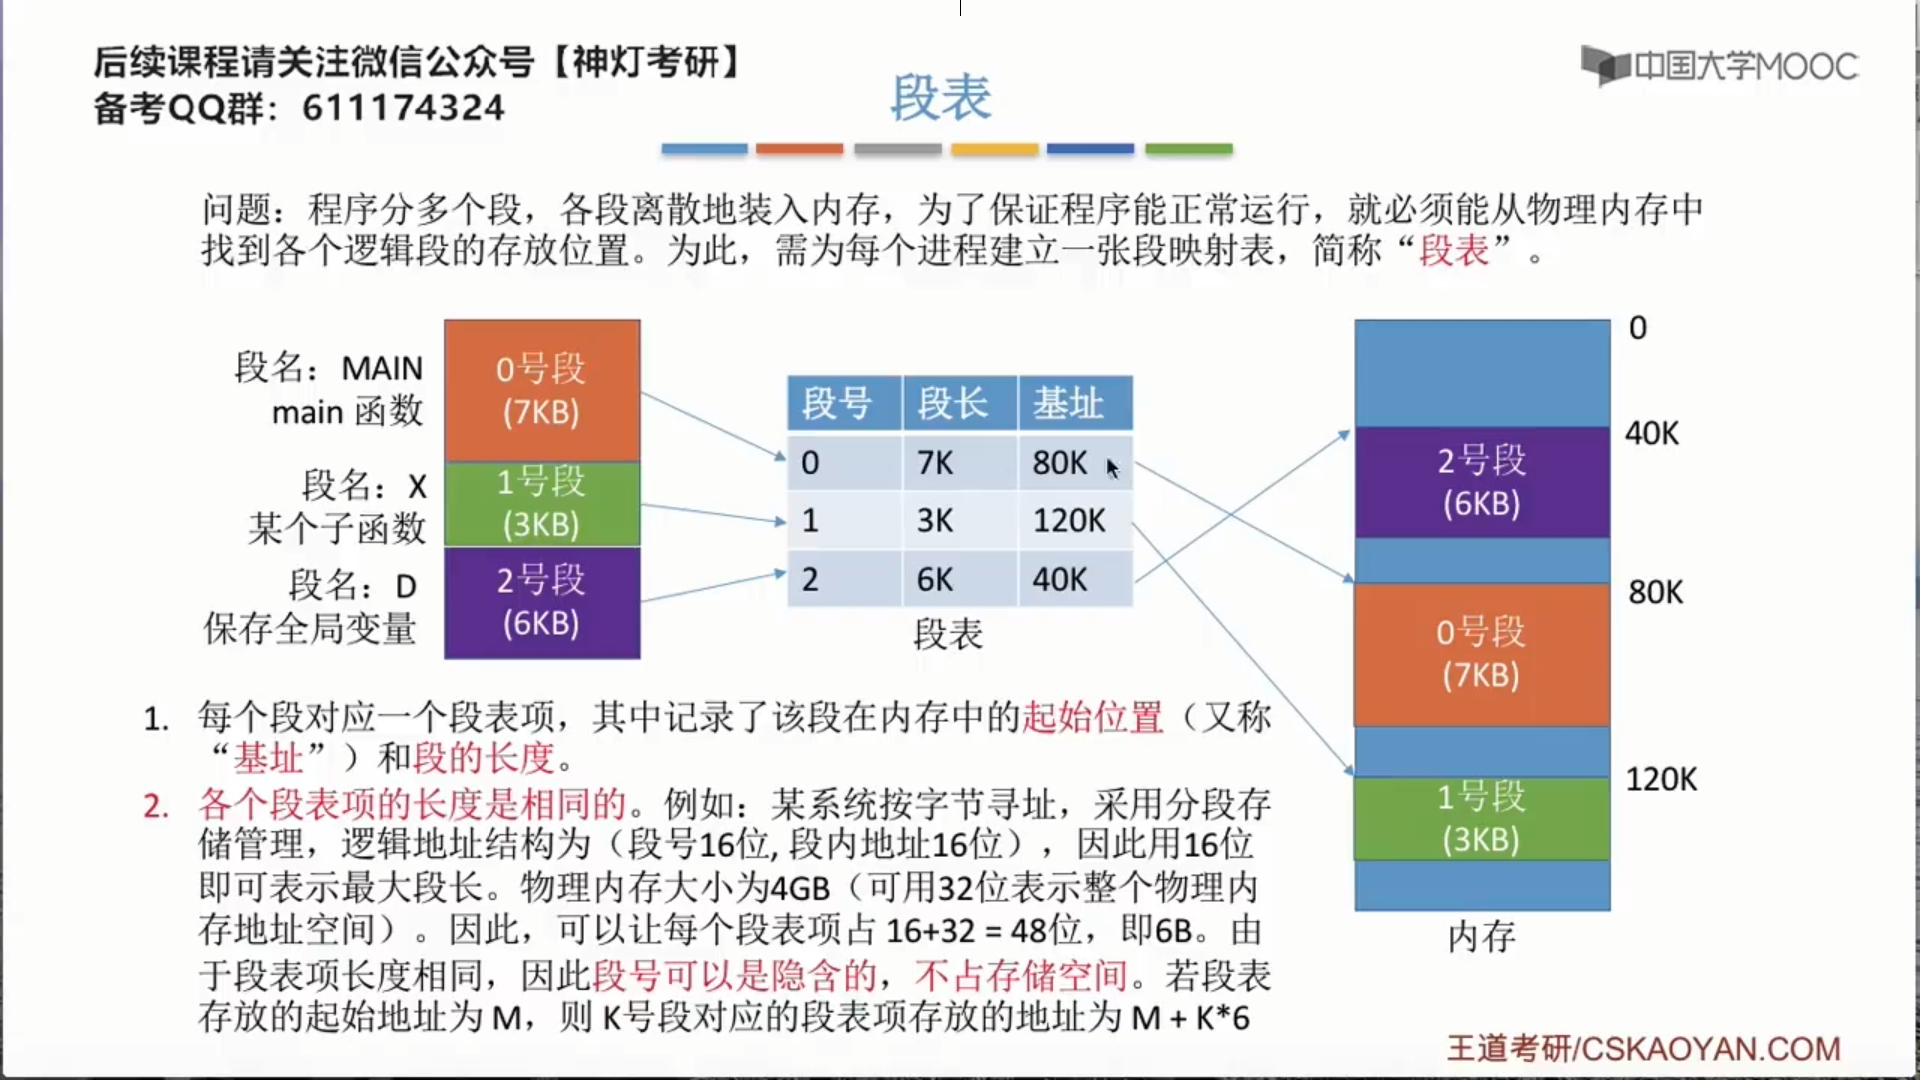 后续课程请关注微信公众号【神灯考研】
备考QQ群：611174324
中国大学MOOC
段表
问题：程序分多个段，各段离散地装入内存，为了保证程序能正常运行，就必须能从物理内存中
找到各个逻辑段的存放位置。为此，需为每个进程建立一张段映射表，简称“段表”。
段名：MAIN
main 函数
0号段
(7KB)
段名：X
某个子函数
1号段
(3KB)
段名：D
保存全局变量
2号段
(6KB)
段号 段长 基址
0 7K 80K
1 3K 120K
2 6K 40K
段表
0
40K
2号段
(6KB)
80K
0号段
(7KB)
120K
1号段
(3KB)
内存
1. 每个段对应一个段表项，其中记录了该段在内存中的起始位置（又称
“基址”）和段的长度。
2. 各个段表项的长度是相同的。例如：某系统按字节寻址，采用分段存
储管理，逻辑地址结构为（段号16位, 段内地址16位），因此用16位
即可表示最大段长。物理内存大小为4GB（可用32位表示整个物理内
存地址空间）。因此，可以让每个段表项占 16+32 = 48位，即6B。由
于段表项长度相同，因此段号可以是隐含的，不占存储空间。若段表
存放的起始地址为 M，则 K号段对应的段表项存放的地址为 M + K*6
王道考研/CSKAOYAN.COM